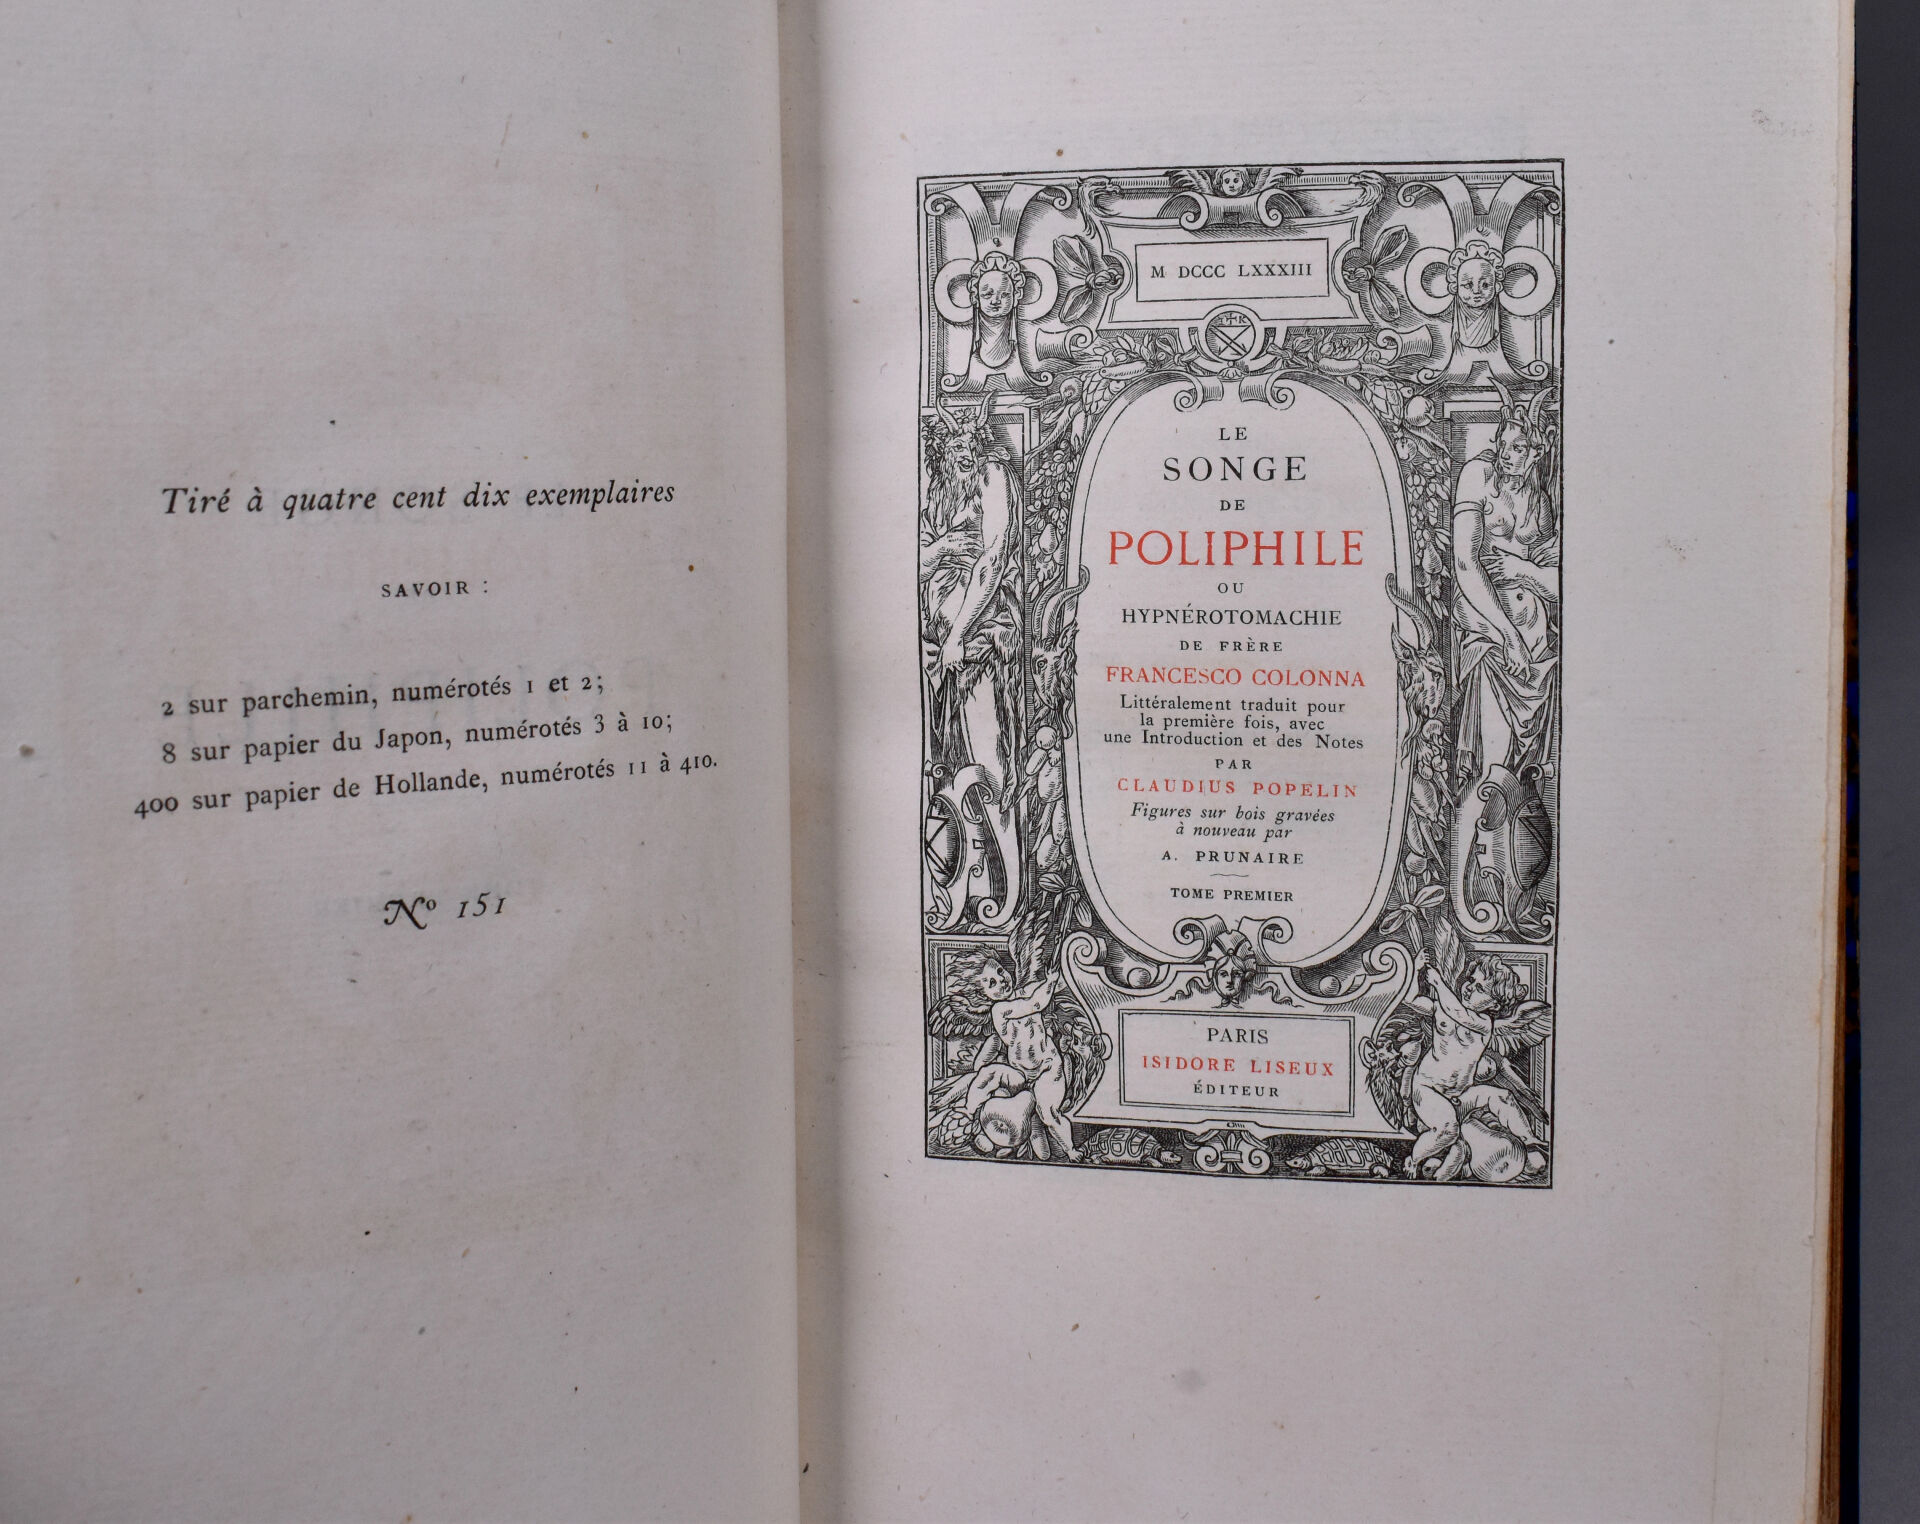 Tiré à quatre cent dix exemplaires
SAVOIR :
2 sur parchemin, numérotés 1 et 2;
8 sur papier du Japon, numérotés 3 à 10;
400 sur papier de Hollande, numérotés 11 à 410.
Nº 151
M DCCC LXXXIII
LE
SONGE
DE
POLIPHILE
OU
HYPNÉROTOMACHIE
DE FRÈRE
FRANCESCO COLONNA
Littéralement traduit pour
la première fois, avec
une Introduction et des Notes
PAR
CLAUDIUS POPELIN
Figures sur bois gravées
à nouveau par
A. PRUNAIRE
TOME PREMIER
PARIS
ISIDORE LISEUX
ÉDITEUR